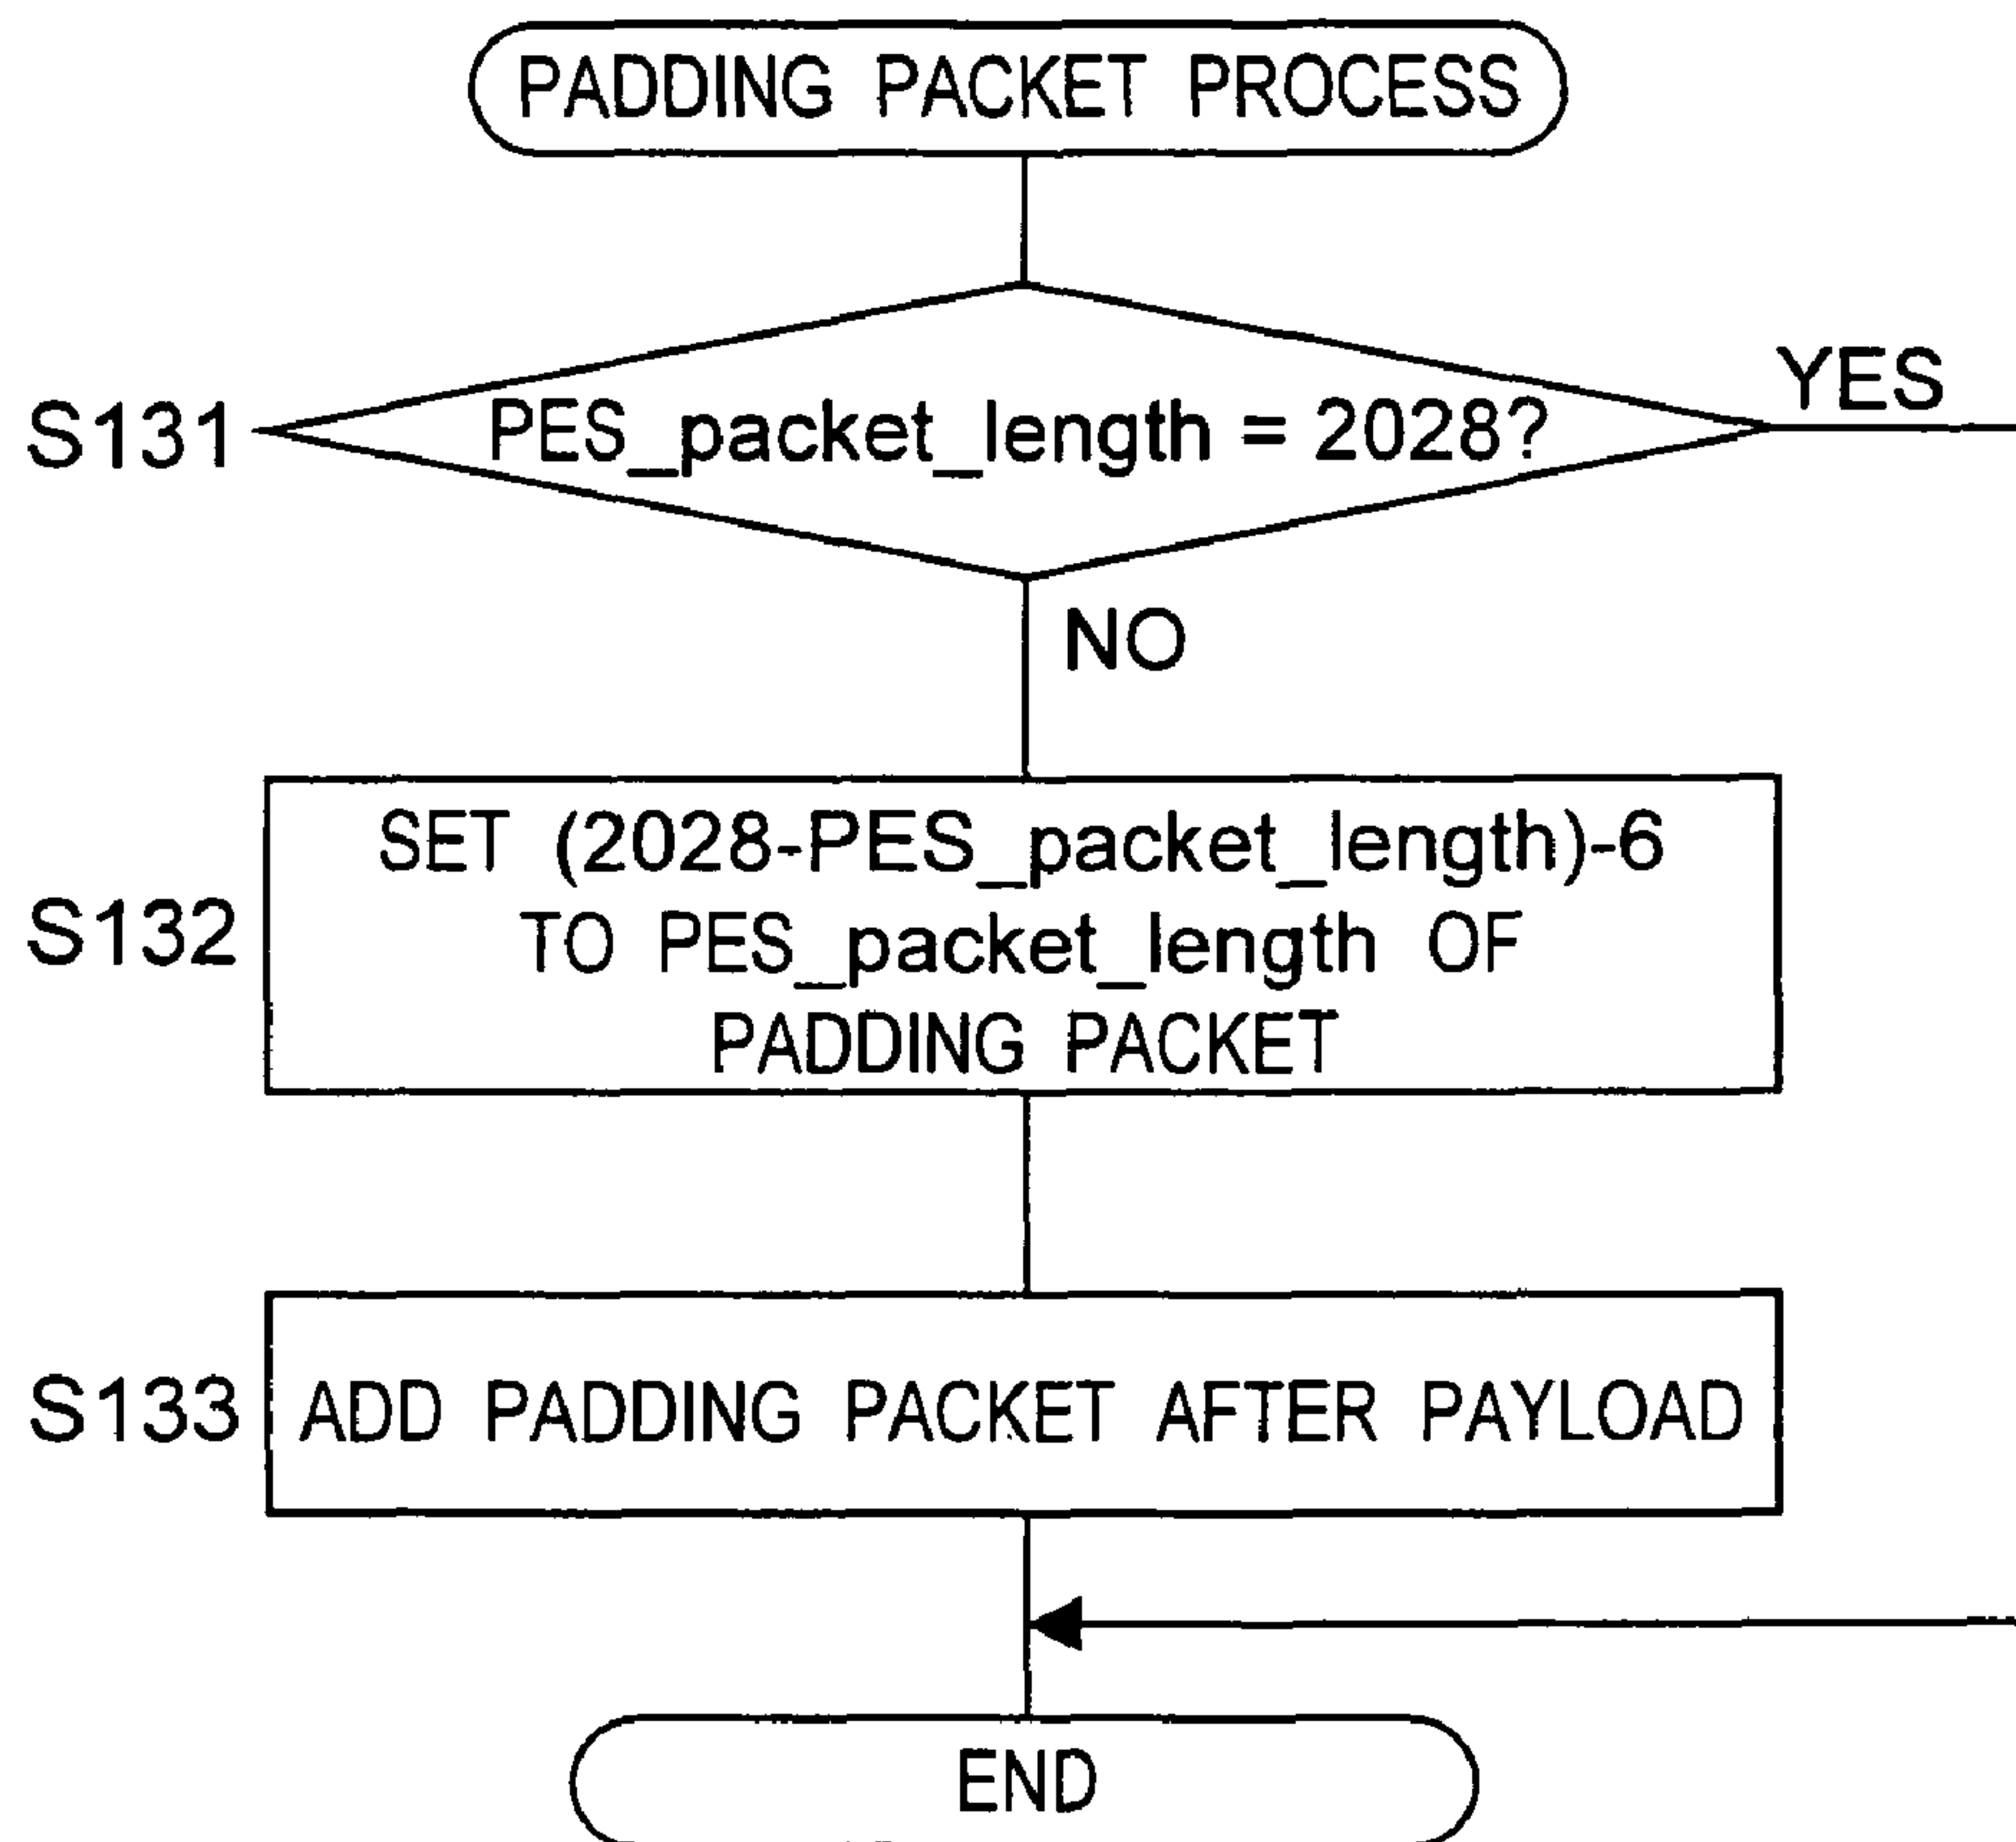 PADDING PACKET PROCESS
S131
PES_packet_length = 2028?
YES
NO
S132
SET (2028-PES_packet_length)-6
TO PES_packet_length OF
PADDING PACKET
S133
ADD PADDING PACKET AFTER PAYLOAD
END